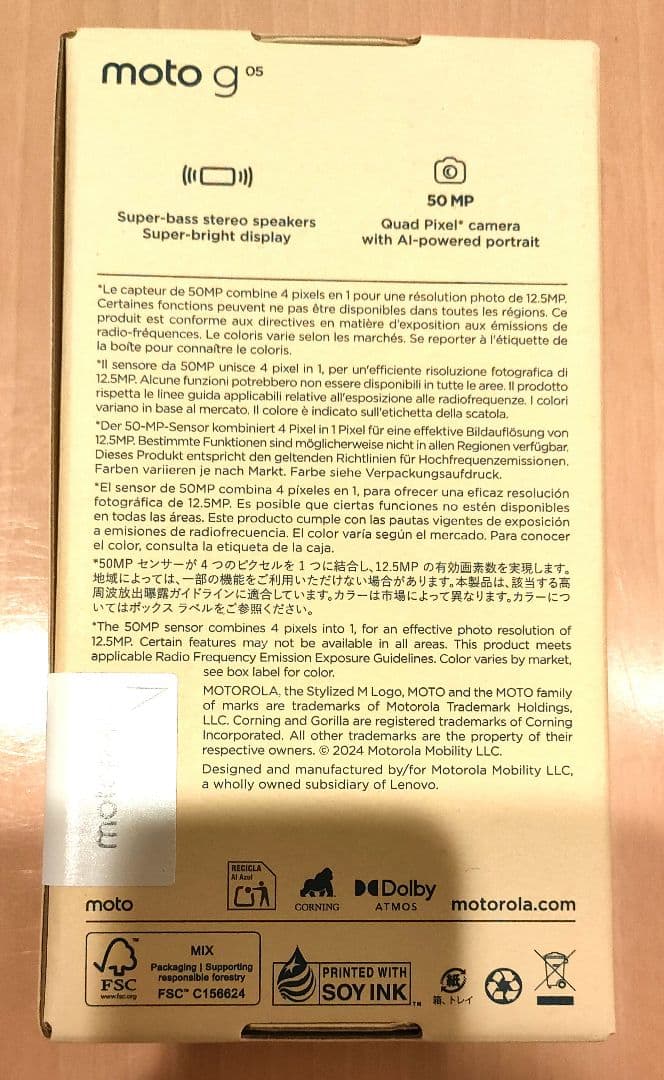 moto g 05
Super-bass stereo speakers
Super-bright display
50 MP
Quad Pixel* camera
with AI-powered portrait
*Le capteur de 50MP combine 4 pixels en 1 pour une résolution photo de 12.5MP.
Certaines fonctions peuvent ne pas être disponibles dans toutes les régions. Ce
produit est conforme aux directives en matière d'exposition aux émissions de
radio-fréquences. Le coloris varie selon les marchés. Se reporter à l'étiquette de
la boîte pour connaître le coloris.
*Il sensore da 50MP unisce 4 pixel in 1, per un'efficiente risoluzione fotografica di
12.5MP. Alcune funzioni potrebbero non essere disponibili in tutte le aree. Il prodotto
rispetta le linee guida applicabili relative all'esposizione alle radiofrequenze. I colori
variano in base al mercato. Il colore è indicato sull'etichetta della scatola.
*Der 50-MP-Sensor kombiniert 4 Pixel in 1 Pixel für eine effektive Bildauflösung von
12.5MP. Bestimmte Funktionen sind möglicherweise nicht in allen Regionen verfügbar.
Dieses Produkt entspricht den geltenden Richtlinien für Hochfrequenzemissionen.
Farben variieren je nach Markt. Farbe siehe Verpackungsaufdruck.
*El sensor de 50MP combina 4 píxeles en 1, para ofrecer una eficaz resolución
fotográfica de 12.5MP. Es posible que ciertas funciones no estén disponibles
en todas las áreas. Este producto cumple con las pautas vigentes de exposición
a emisiones de radiofrecuencia. El color varía según el mercado. Para conocer
el color, consulta la etiqueta de la caja.
*50MP センサーが 4 つのピクセルを 1 つに結合し、12.5MP の有効画素数を実現します。
地域によっては、一部の機能をご利用いただけない場合があります。本製品は、該当する高
周波放出曝露ガイドラインに適合しています。カラーは市場によって異なります。カラーにつ
いてはボックス ラベルをご参照ください。
*The 50MP sensor combines 4 pixels into 1, for an effective photo resolution of
12.5MP. Certain features may not be available in all areas. This product meets
applicable Radio Frequency Emission Exposure Guidelines. Color varies by market,
see box label for color.
MOTOROLA, the Stylized M Logo, MOTO and the MOTO family
of marks are trademarks of Motorola Trademark Holdings,
LLC. Corning and Gorilla are registered trademarks of Corning
Incorporated. All other trademarks are the property of their
respective owners. © 2024 Motorola Mobility LLC.
Designed and manufactured by/for Motorola Mobility LLC,
a wholly owned subsidiary of Lenovo.
motorola
RECICLA
Al Azul
CORNING
Dolby
ATMOS
moto
motorola.com
FSC™
www.fsc.org
MIX
Packaging | Supporting
responsible forestry
FSC™ C156624
PRINTED WITH
SOY INK™
紙
箱、トレイ